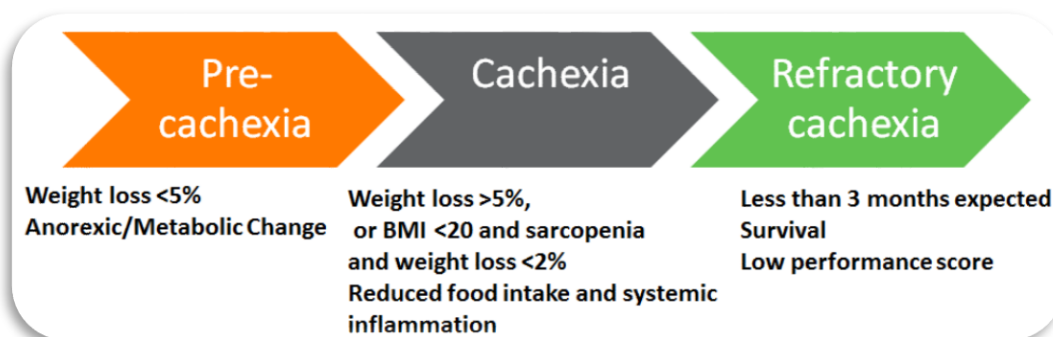 Pre-
cachexia
Cachexia
Refractory
cachexia
Weight loss <5%
Anorexic/Metabolic Change
Weight loss >5%,
or BMI <20 and sarcopenia
and weight loss <2%
Reduced food intake and systemic
inflammation
Less than 3 months expected
Survival
Low performance score